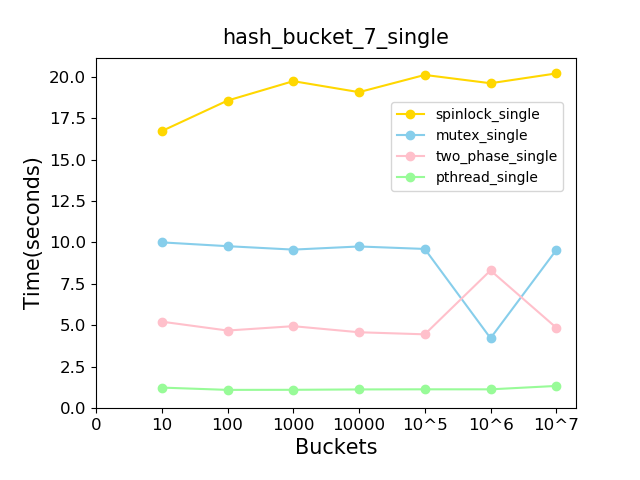 hash_bucket_7_single
Time(seconds)
20.0
17.5
15.0
12.5
10.0
7.5
5.0
2.5
0.0
spinlock_single
mutex_single
two_phase_single
pthread_single
0 10 100 1000 10000 10^5 10^6 10^7
Buckets